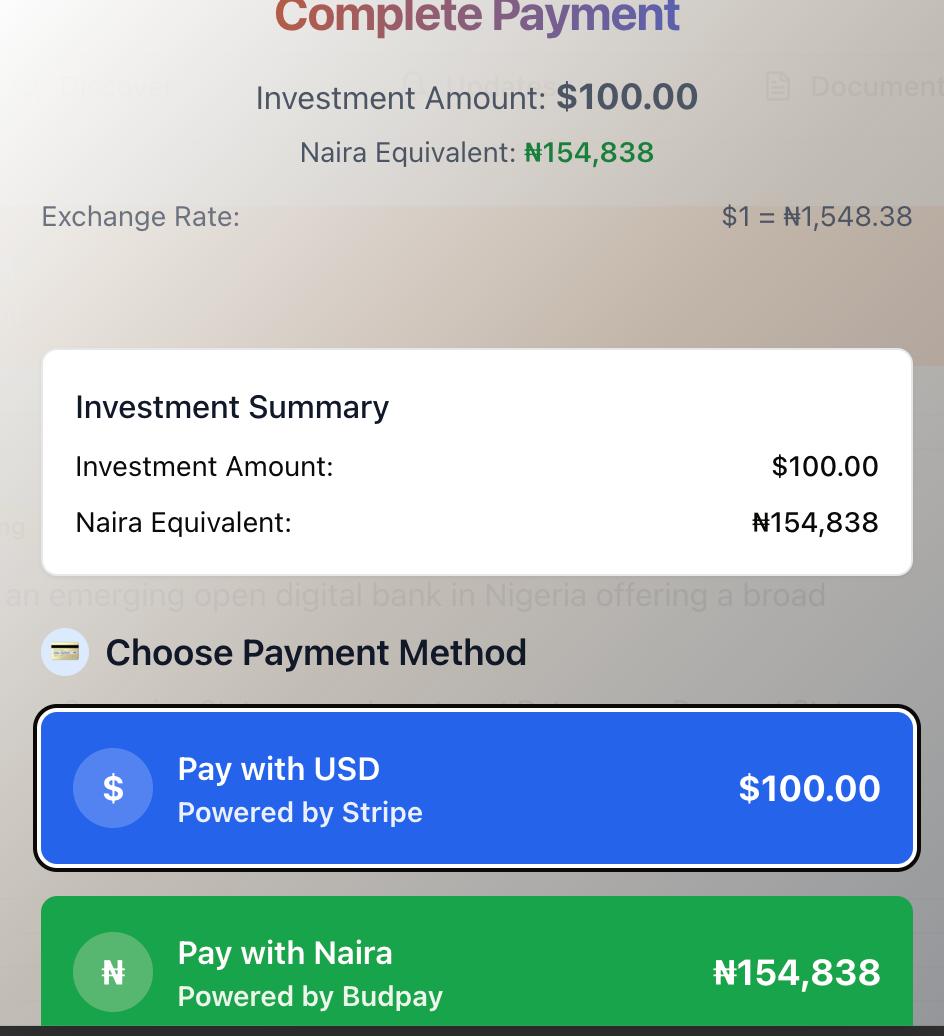 Complete Payment
Discover Updates Document
Investment Amount: $100.00
Naira Equivalent: ₦154,838
Exchange Rate: $1 = ₦1,548.38
Investment Summary
Investment Amount: $100.00
Naira Equivalent: ₦154,838
an emerging open digital bank in Nigeria offering a broad
💳 Choose Payment Method
$ Pay with USD $100.00
Powered by Stripe
₦ Pay with Naira ₦154,838
Powered by Budpay